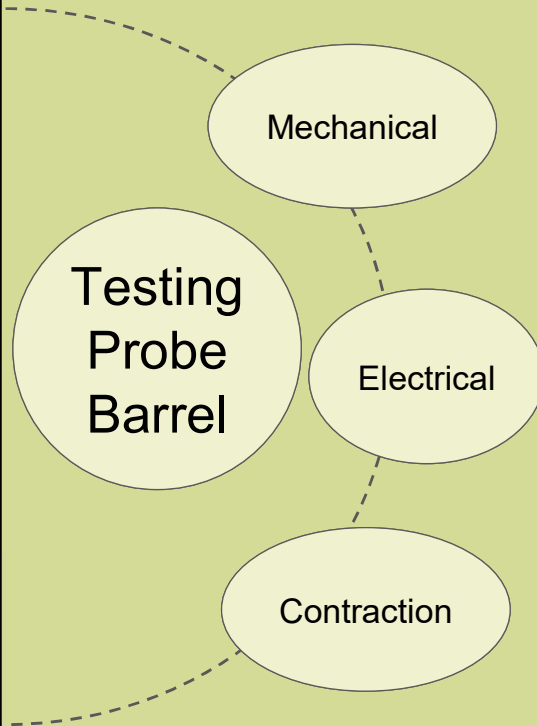 Mechanical
Testing
Probe
Barrel
Electrical
Contraction